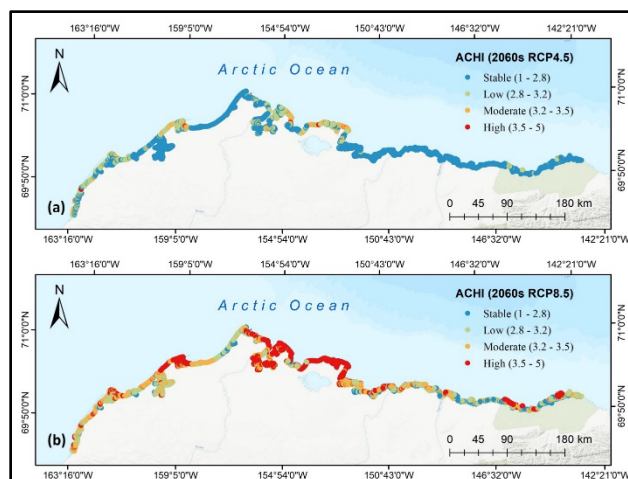 163°16'0"W 159°5'0"W 154°54'0"W 150°43'0"W 146°32'0"W 142°21'0"W
N
Arctic Ocean
ACHI (2060s RCP4.5)
Stable (1 - 2.8)
Low (2.8 - 3.2)
Moderate (3.2 - 3.5)
High (3.5 - 5)
71°0'0"N
71°0'0"N
69°50'0"N
69°50'0"N
(a)
0 45 90 180 km
163°16'0"W 159°5'0"W 154°54'0"W 150°43'0"W 146°32'0"W 142°21'0"W
163°16'0"W 159°5'0"W 154°54'0"W 150°43'0"W 146°32'0"W 142°21'0"W
N
Arctic Ocean
ACHI (2060s RCP8.5)
Stable (1 - 2.8)
Low (2.8 - 3.2)
Moderate (3.2 - 3.5)
High (3.5 - 5)
71°0'0"N
71°0'0"N
69°50'0"N
69°50'0"N
(b)
0 45 90 180 km
163°16'0"W 159°5'0"W 154°54'0"W 150°43'0"W 146°32'0"W 142°21'0"W